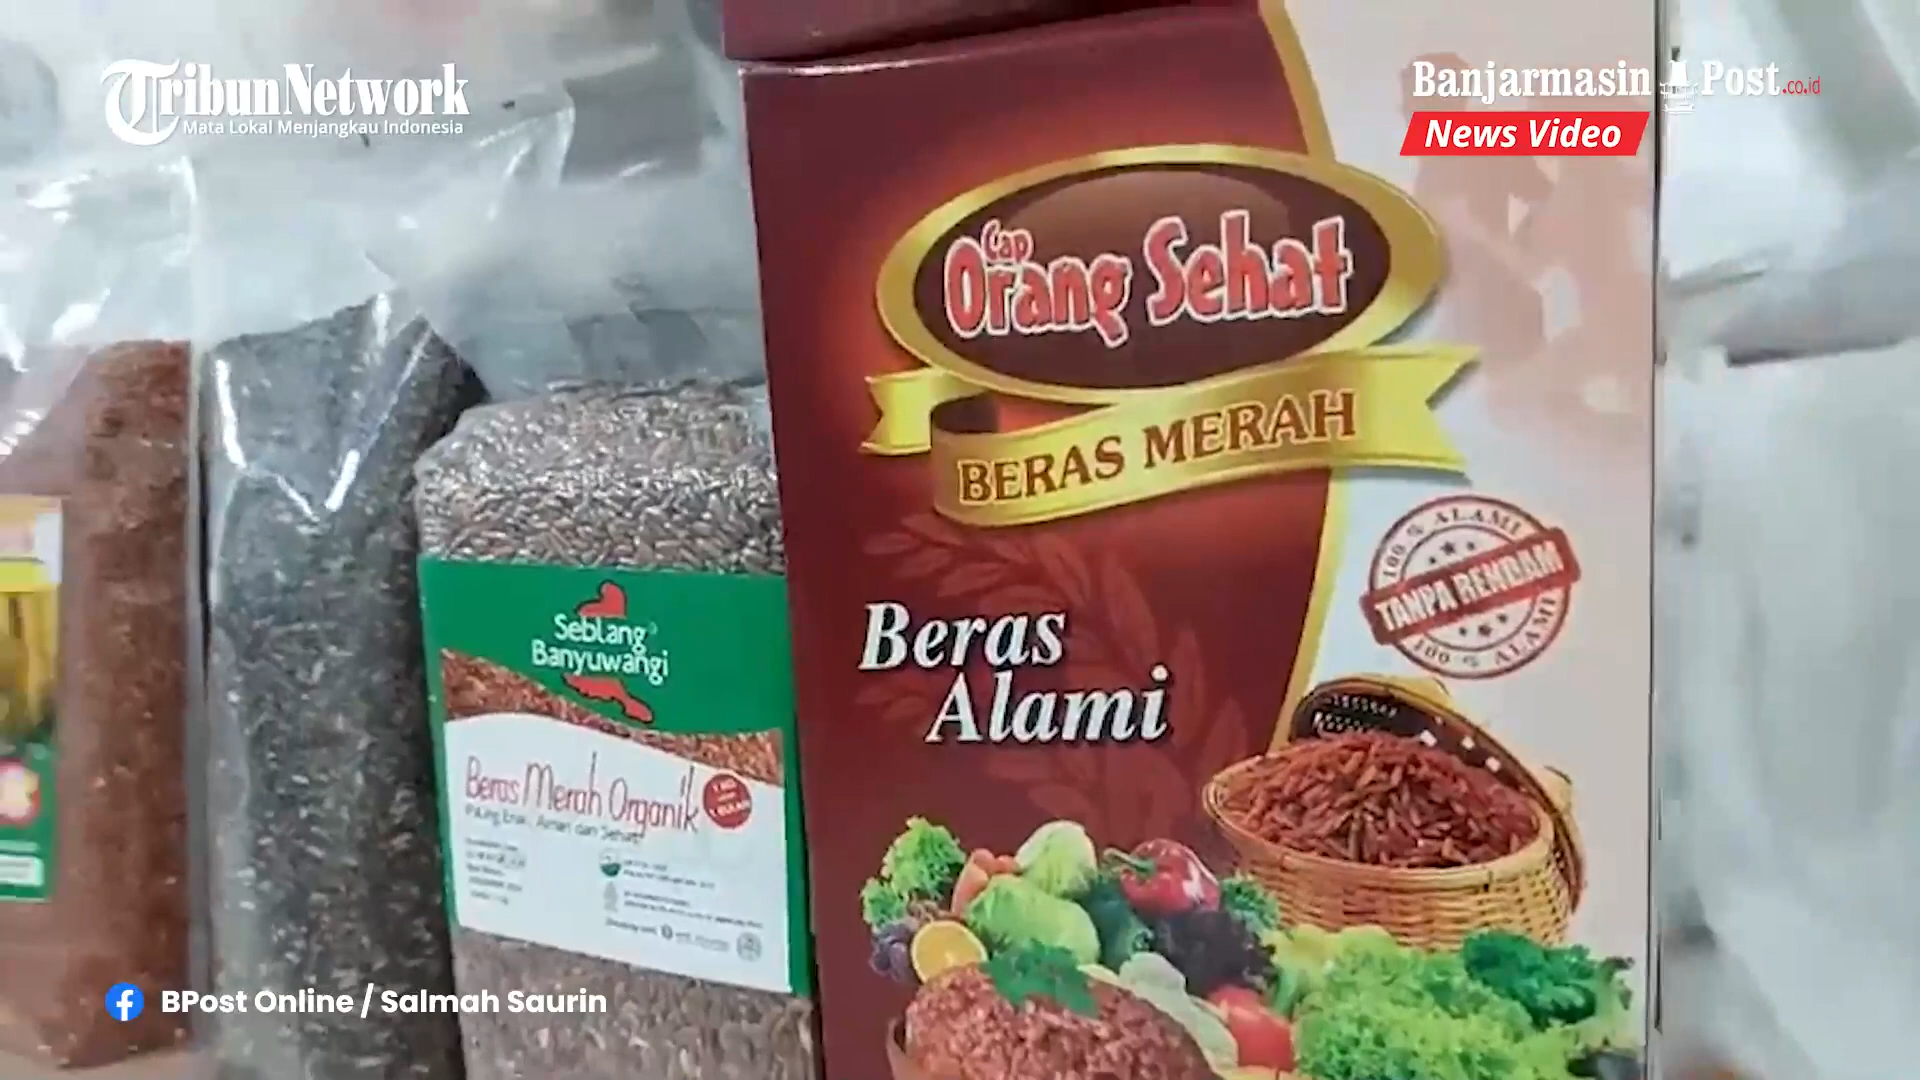 TribunNetwork
Mata Lokal Menjangkau Indonesia
Banjarmasin Post.co.id
News Video
Cap
Orang Sehat
BERAS MERAH
100 % ALAMI
TANPA RENDAM
100 % ALAMI
Beras
Alami
Seblang
Banyuwangi
Beras Merah Organik
Paling Enak, Aman dan Sehat
BPost Online / Salmah Saurin